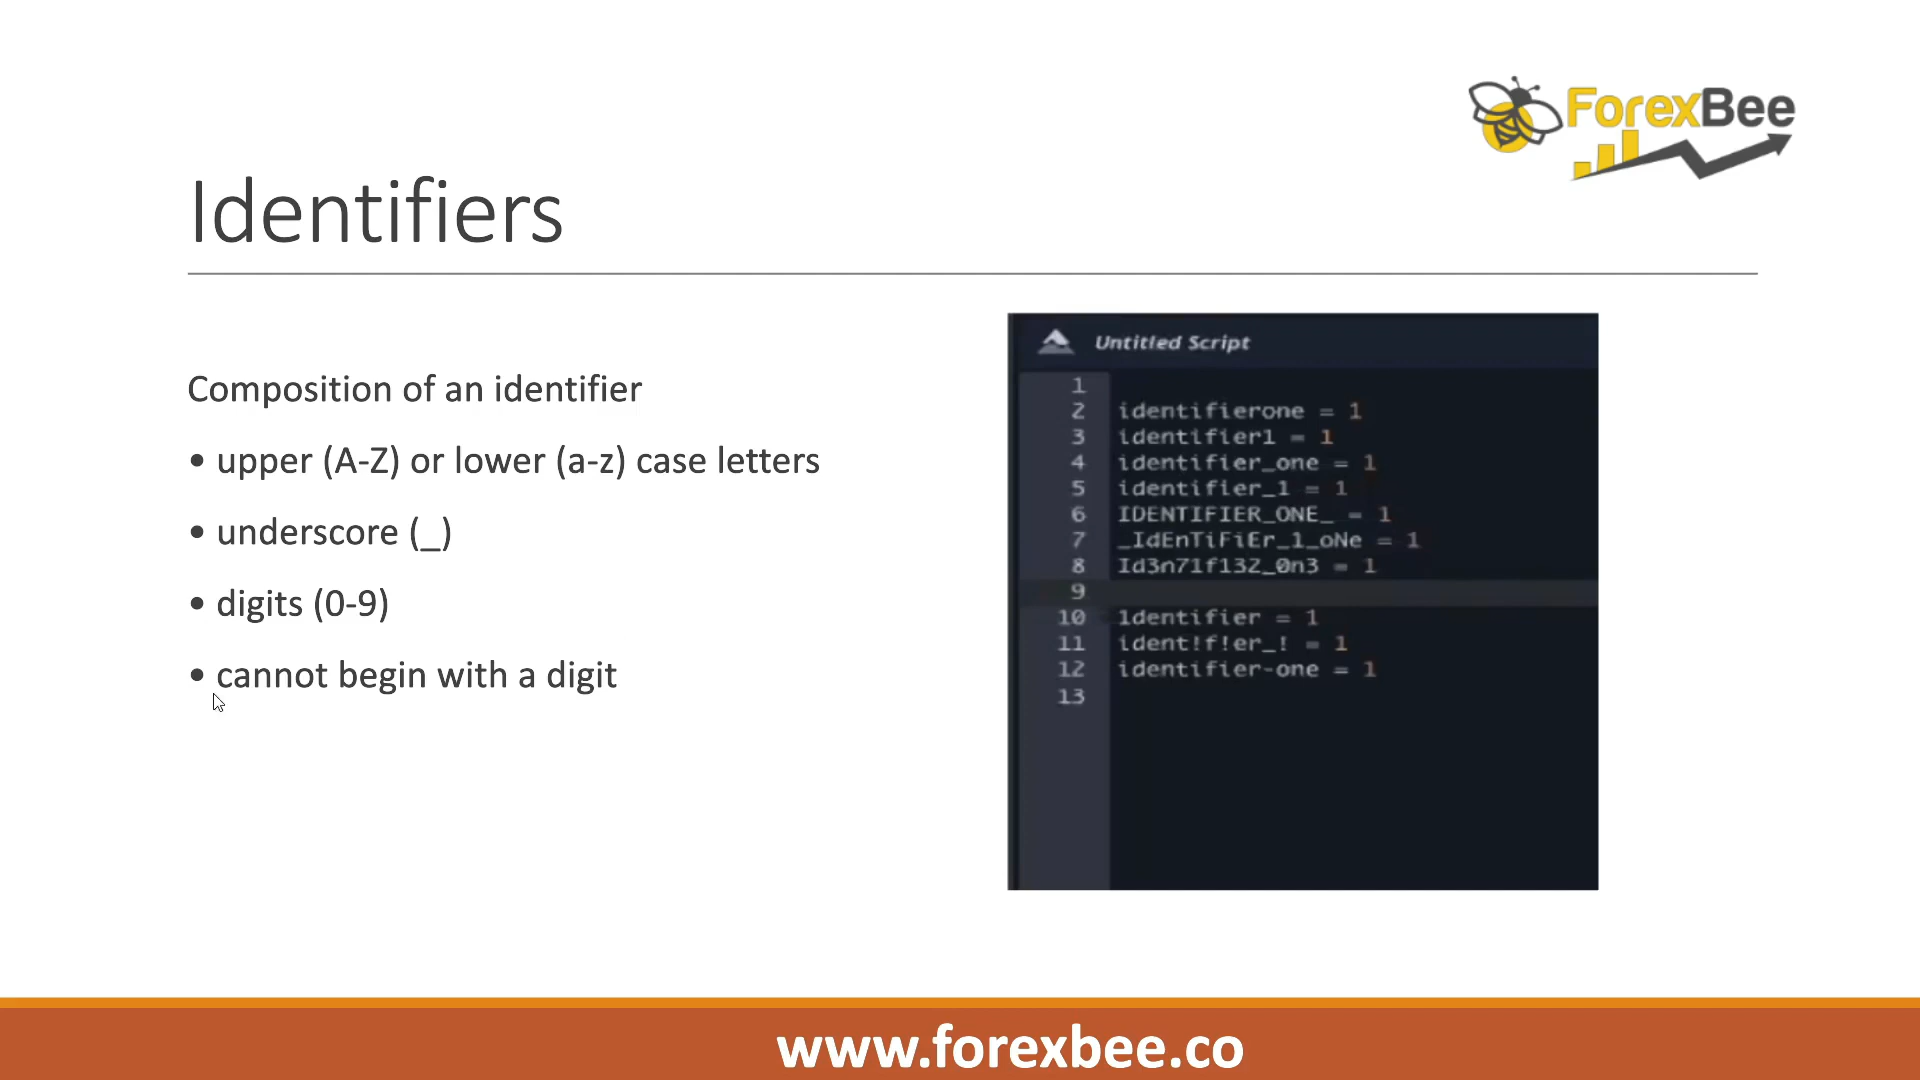 ForexBee
Identifiers
Composition of an identifier
• upper (A-Z) or lower (a-z) case letters
• underscore (_)
• digits (0-9)
• cannot begin with a digit
Untitled Script
1
2 identifierone = 1
3 identifier1 = 1
4 identifier_one = 1
5 identifier_1 = 1
6 IDENTIFIER_ONE_ = 1
7 _IdEnTiFiEr_1_oNe = 1
8 Id3n71f132_0n3 = 1
9
10 1dentifier = 1
11 ident!f!er_! = 1
12 identifier-one = 1
13
www.forexbee.co